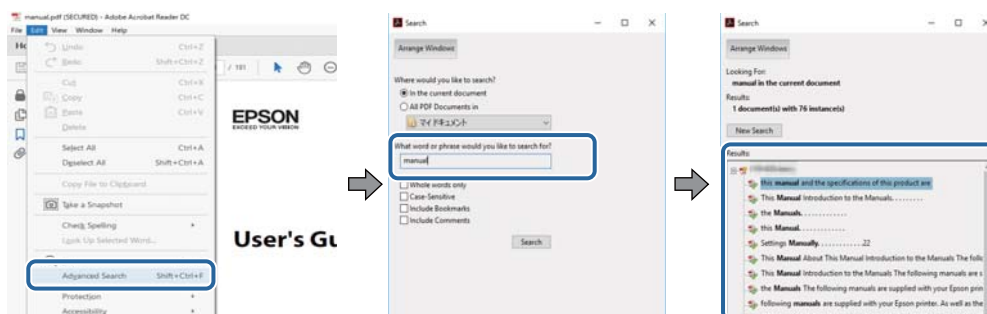 manual.pdf (SECURED) - Adobe Acrobat Reader DC
File Edit View Window Help
Undo Ctrl+Z
Redo Shift+Ctrl+Z
Cut Ctrl+X
Copy Ctrl+C
Paste Ctrl+V
Delete
Select All Ctrl+A
Deselect All Shift+Ctrl+A
Copy File to Clipboard
Take a Snapshot
Check Spelling
Look Up Selected Word...
Advanced Search Shift+Ctrl+F
Protection
Accessibility
/ 181
EPSON
EXCEED YOUR VISION
User's Gu
Search
Arrange Windows
Where would you like to search?
In the current document
All PDF Documents in
マイ ドキュメント
What word or phrase would you like to search for?
manual
Whole words only
Case-Sensitive
Include Bookmarks
Include Comments
Search
Search
Arrange Windows
Looking For:
manual in the current document
Results:
1 document(s) with 76 instance(s)
New Search
Results:
this manual and the specifications of this product are
This Manual Introduction to the Manuals.........
the Manuals.............
this Manual.............
Settings Manually.............22
This Manual About This Manual Introduction to the Manuals The follo
This Manual Introduction to the Manuals The following manuals are s
the Manuals The following manuals are supplied with your Epson prin
following manuals are supplied with your Epson printer. As well as the